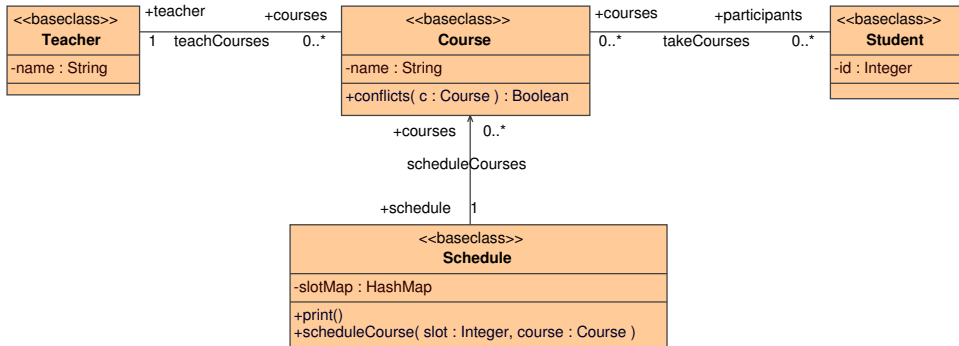 <<baseclass>>
Teacher
-name : String
+teacher
+courses
1
teachCourses
0..*
<<baseclass>>
Course
-name : String
+conflicts( c : Course ) : Boolean
+courses
+participants
0..*
takeCourses
0..*
<<baseclass>>
Student
-id : Integer
+courses
0..*
scheduleCourses
+schedule
1
<<baseclass>>
Schedule
-slotMap : HashMap
+print()
+scheduleCourse( slot : Integer, course : Course )